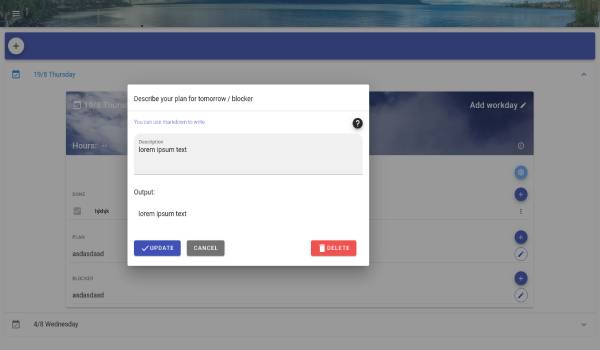 19/8 Thursday
19/8 Thurs
Add workday
Describe your plan for tomorrow / blocker
You can use markdown to write
?
Description
lorem ipsum text
Hours: --
Output:
DONE
hjkhjk
lorem ipsum text
PLAN
asdasdasd
UPDATE
CANCEL
DELETE
BLOCKER
asdasdasd
4/8 Wednesday